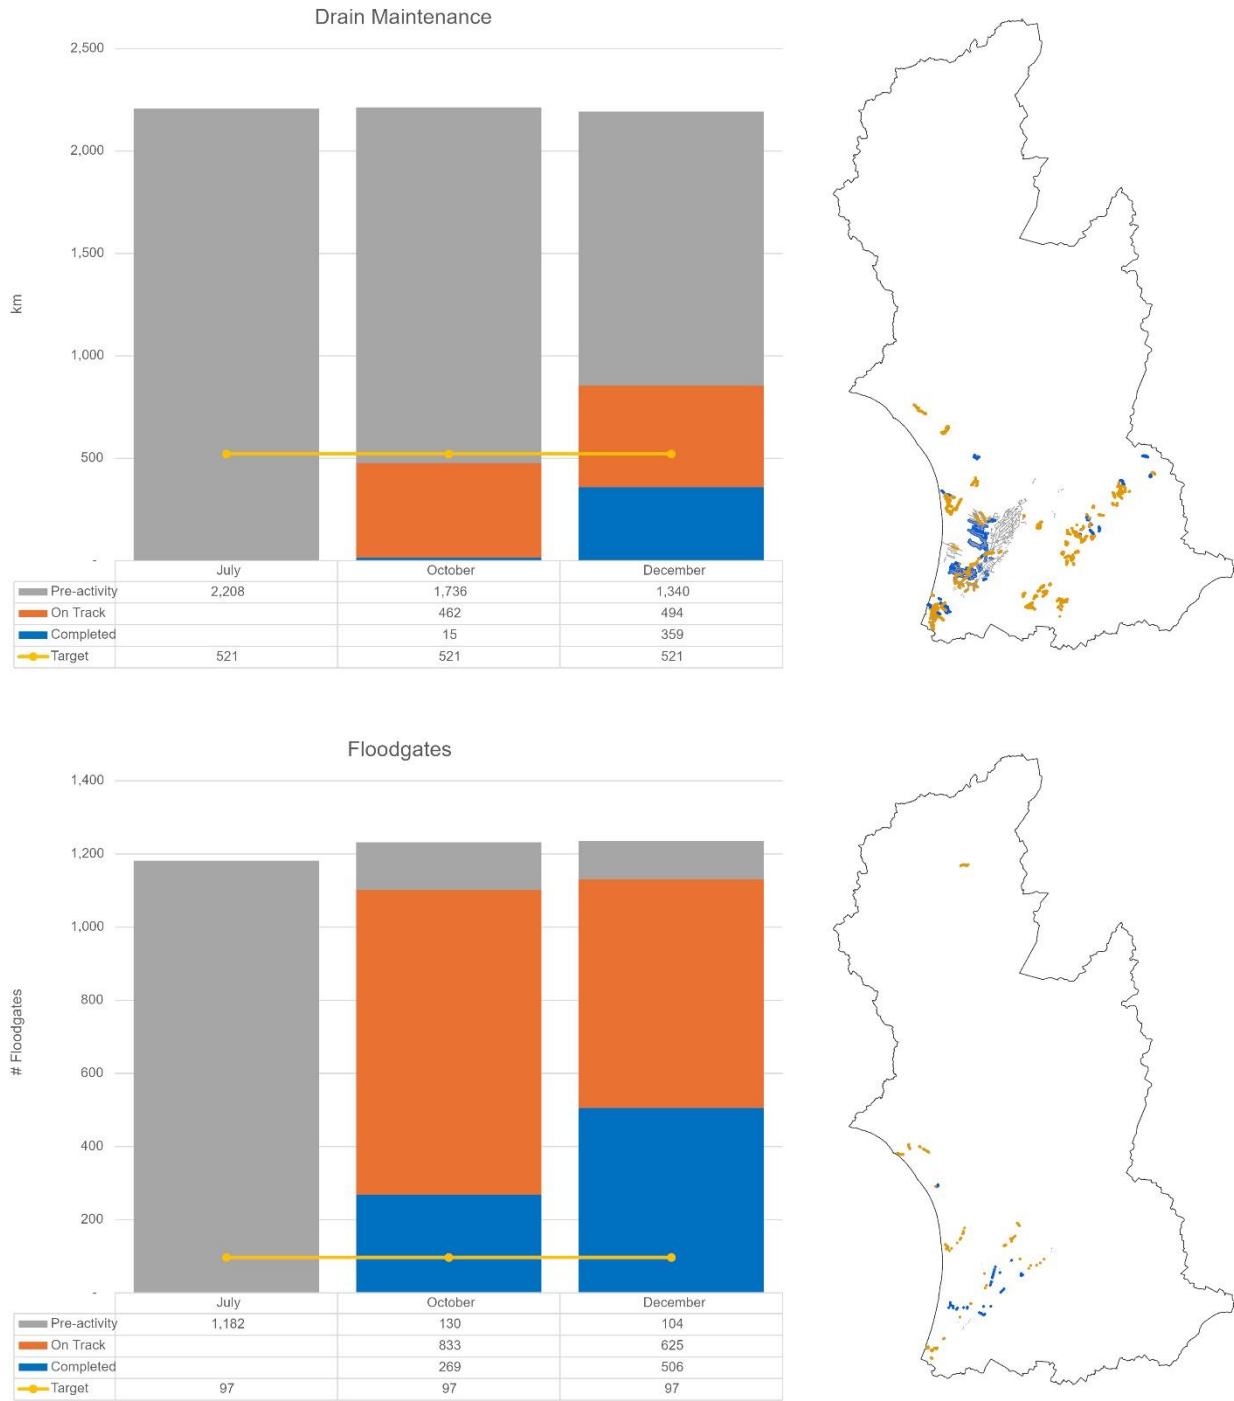 Drain Maintenance
2,500
2,000
1,500
1,000
500
-
km
July October December
Pre-activity 2,208 1,736 1,340
On Track 462 494
Completed 15 359
Target 521 521 521
Floodgates
1,400
1,200
1,000
800
600
400
200
-
# Floodgates
July October December
Pre-activity 1,182 130 104
On Track 833 625
Completed 269 506
Target 97 97 97